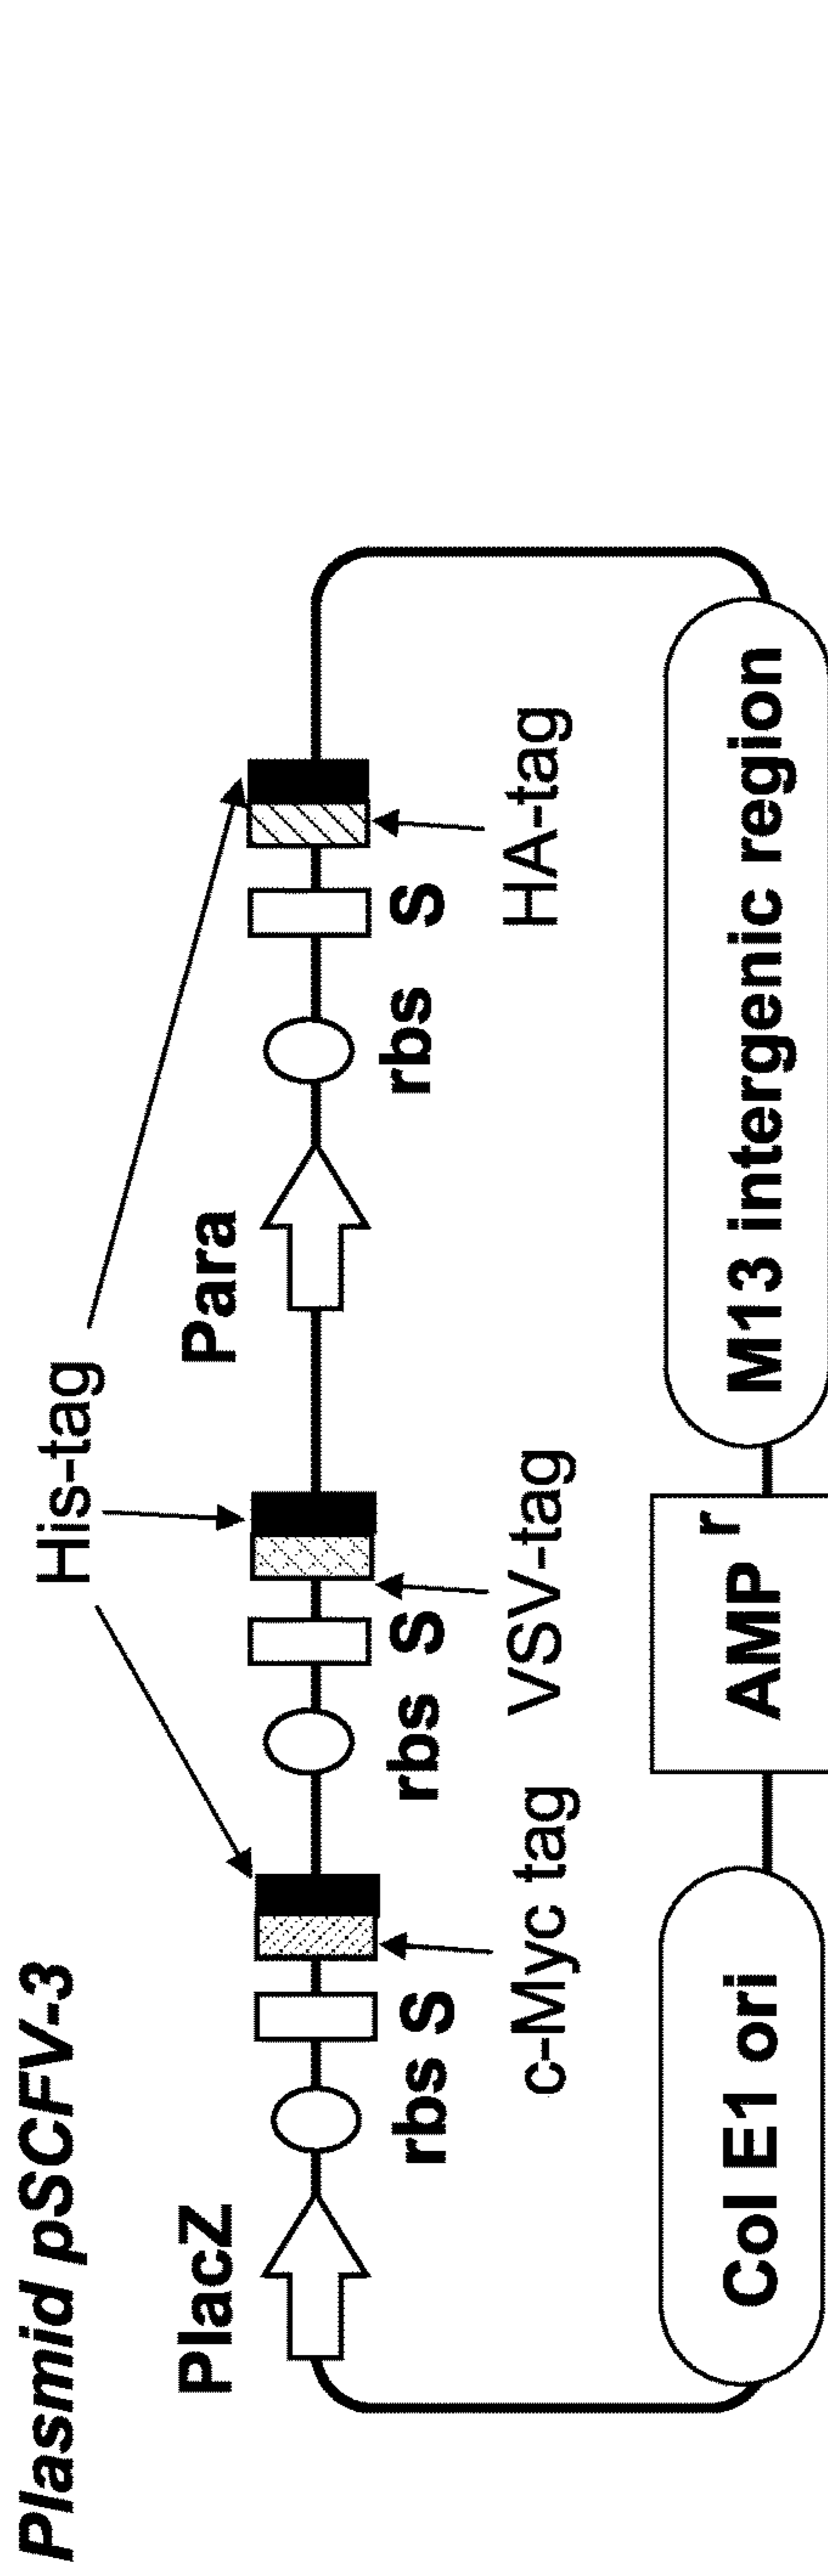 Plasmid pSCFV-3
His-tag
PlacZ
Para
rbs S
rbs S
rbs S
c-Myc tag
VSV-tag
HA-tag
Col E1 ori
AMP r
M13 intergenic region